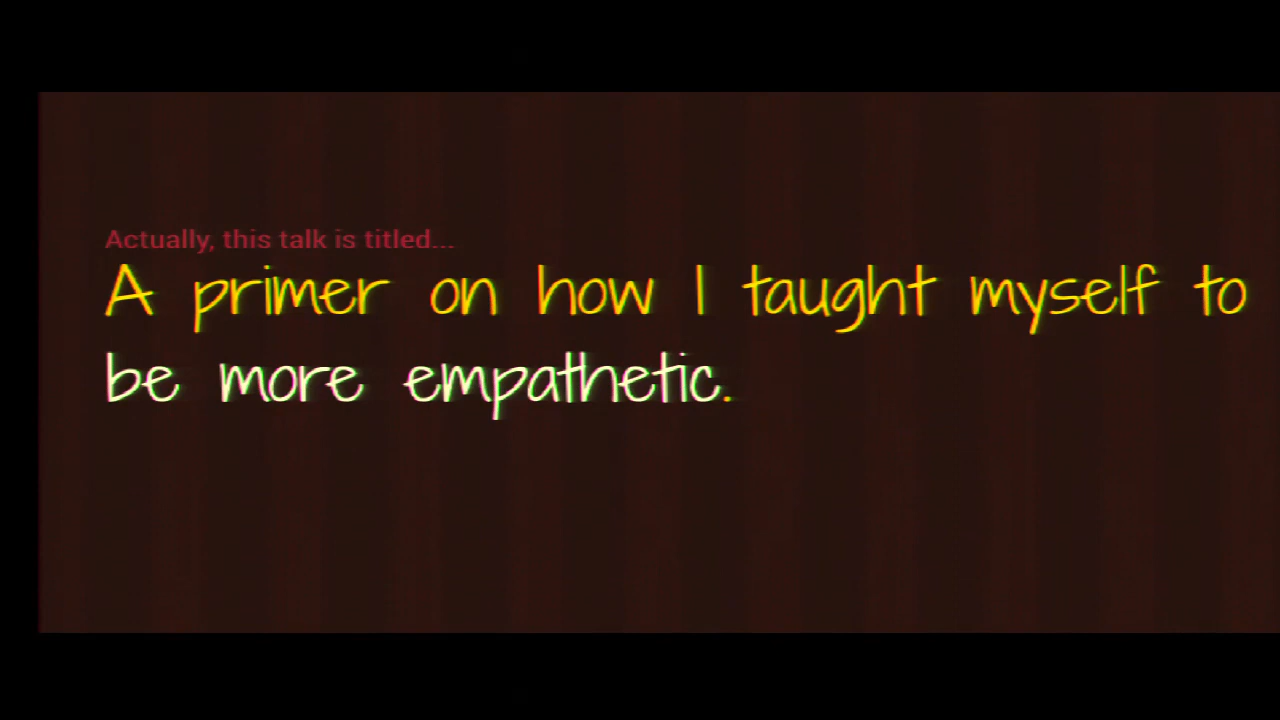 Actually, this talk is titled...
A primer on how I taught myself to
be more empathetic.